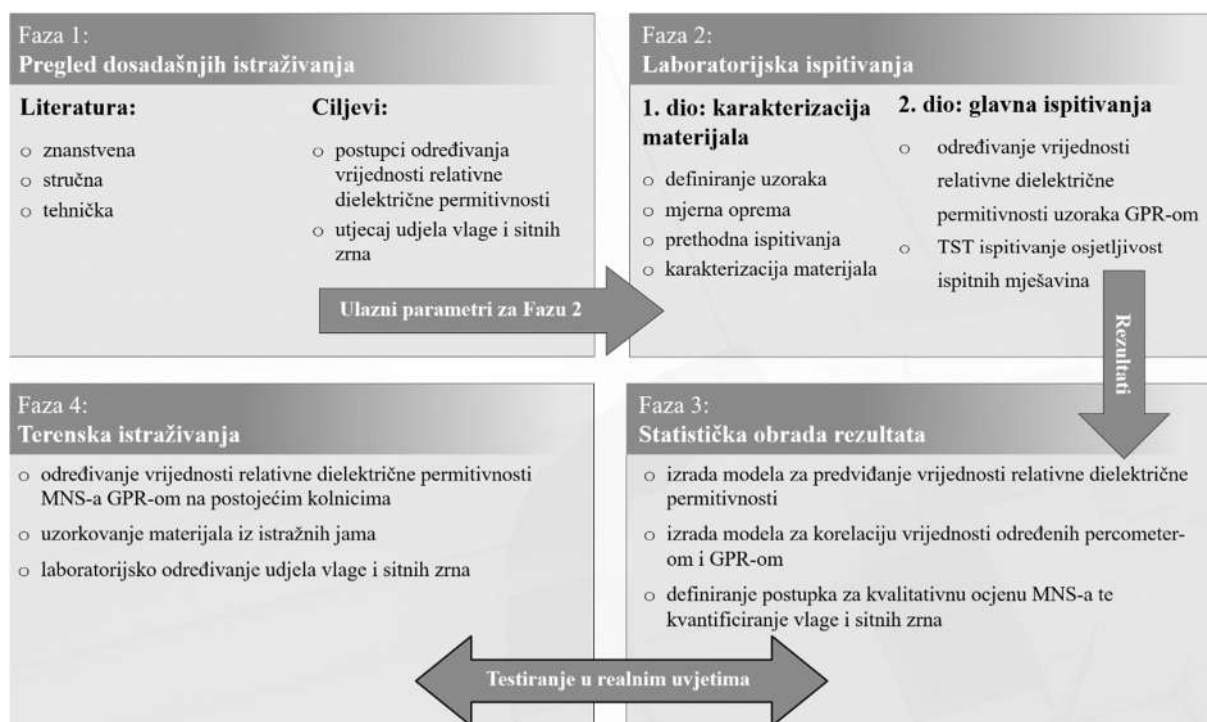 Faza 1:
Pregled dosadašnjih istraživanja
Literatura:
o znanstvena
o stručna
o tehnička
Ciljevi:
o postupci određivanja
vrijednosti relativne
dielektrične permitivnosti
o utjecaj udjela vlage i sitnih
zrna
Ulazni parametri za Fazu 2
Faza 2:
Laboratorijska ispitivanja
1. dio: karakterizacija
materijala
o definiranje uzoraka
o mjerna oprema
o prethodna ispitivanja
o karakterizacija materijala
2. dio: glavna ispitivanja
o određivanje vrijednosti
relativne dielektrične
permitivnosti uzoraka GPR-om
o TST ispitivanje osjetljivost
ispitnih mješavina
Rezultati
Faza 4:
Terenska istraživanja
o određivanje vrijednosti relativne dielektrične permitivnosti
MNS-a GPR-om na postojećim kolnicima
o uzorkovanje materijala iz istražnih jama
o laboratorijsko određivanje udjela vlage i sitnih zrna
Faza 3:
Statistička obrada rezultata
o izrada modela za predviđanje vrijednosti relativne dielektrične
permitivnosti
o izrada modela za korelaciju vrijednosti određenih percometer-
om i GPR-om
o definiranje postupka za kvalitativnu ocjenu MNS-a te
kvantificiranje vlage i sitnih zrna
Testiranje u realnim uvjetima